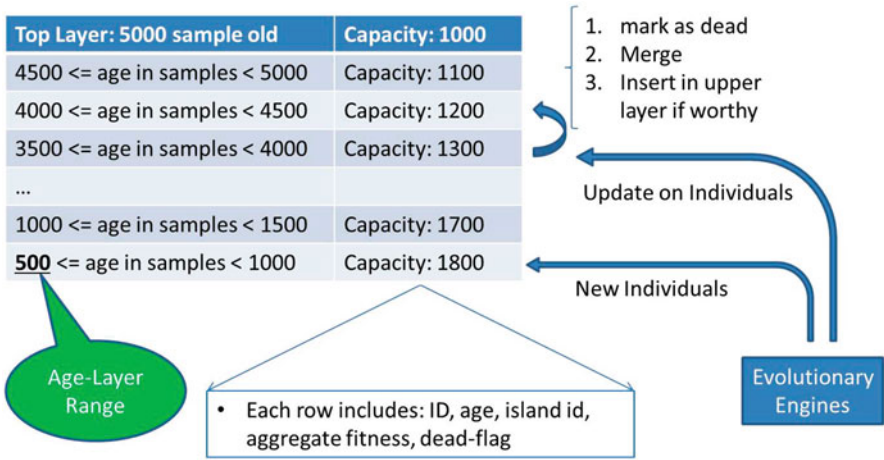 Top Layer: 5000 sample old Capacity: 1000
4500 <= age in samples < 5000 Capacity: 1100
4000 <= age in samples < 4500 Capacity: 1200
3500 <= age in samples < 4000 Capacity: 1300
...
1000 <= age in samples < 1500 Capacity: 1700
500 <= age in samples < 1000 Capacity: 1800
1. mark as dead
2. Merge
3. Insert in upper
layer if worthy
Update on Individuals
New Individuals
Age-Layer
Range
• Each row includes: ID, age, island id,
aggregate fitness, dead-flag
Evolutionary
Engines